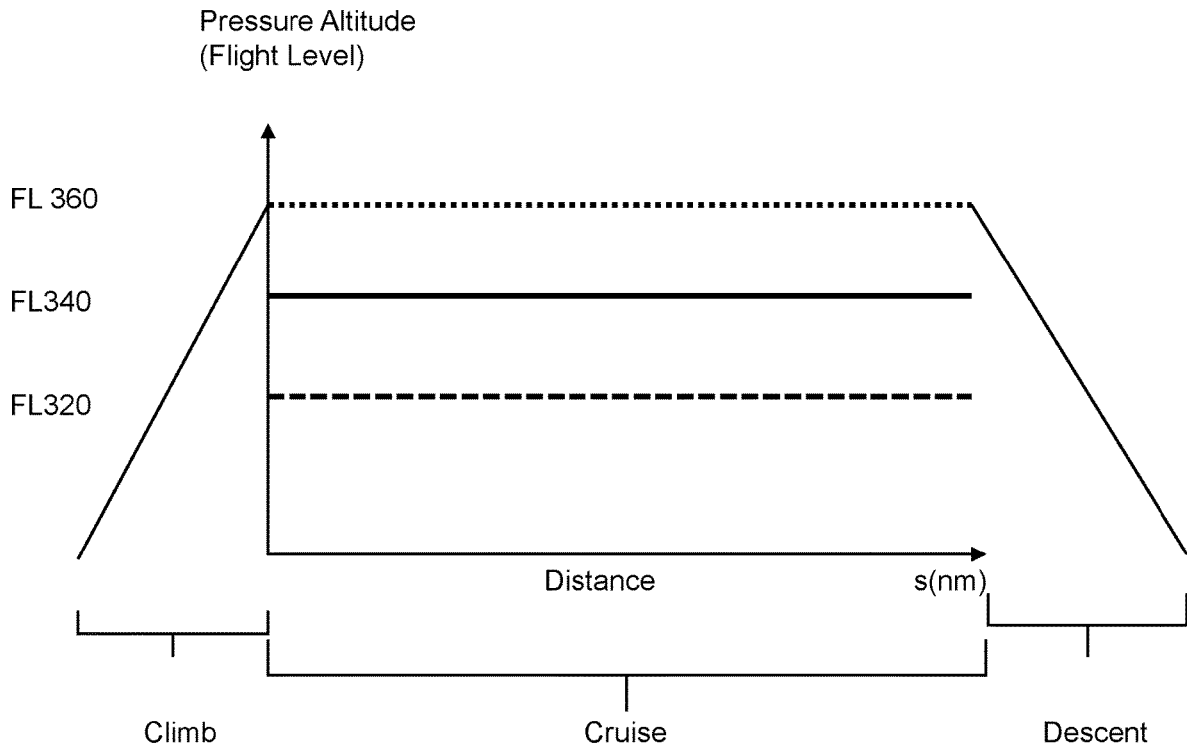 Pressure Altitude
(Flight Level)
FL 360
FL340
FL320
Distance
s(nm)
Climb
Cruise
Descent